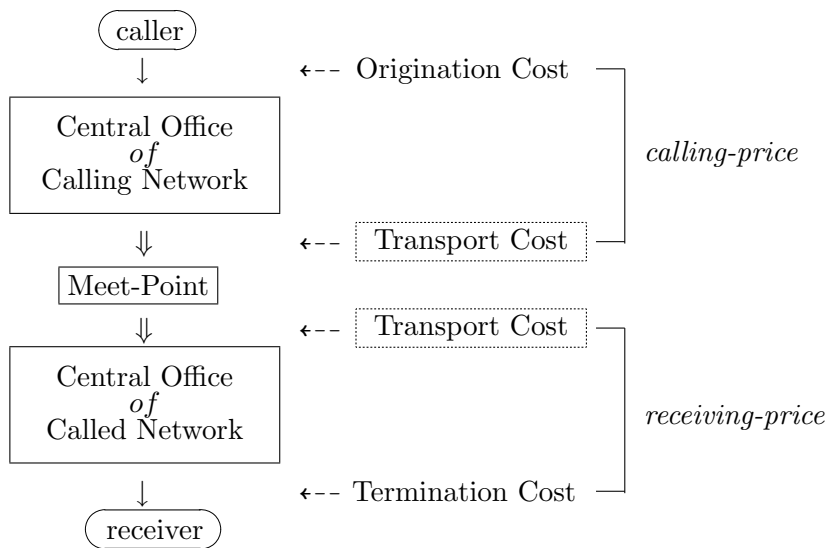 caller
Origination Cost
Central Office
of
Calling Network
calling-price
Transport Cost
Meet-Point
Transport Cost
Central Office
of
Called Network
receiving-price
Termination Cost
receiver